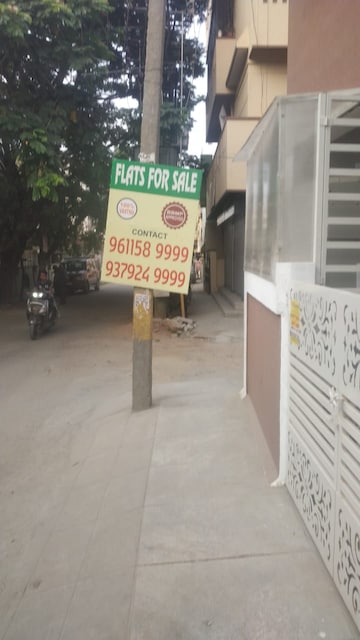 FLATS FOR SALE
CONTACT
961158 9999
937924 9999